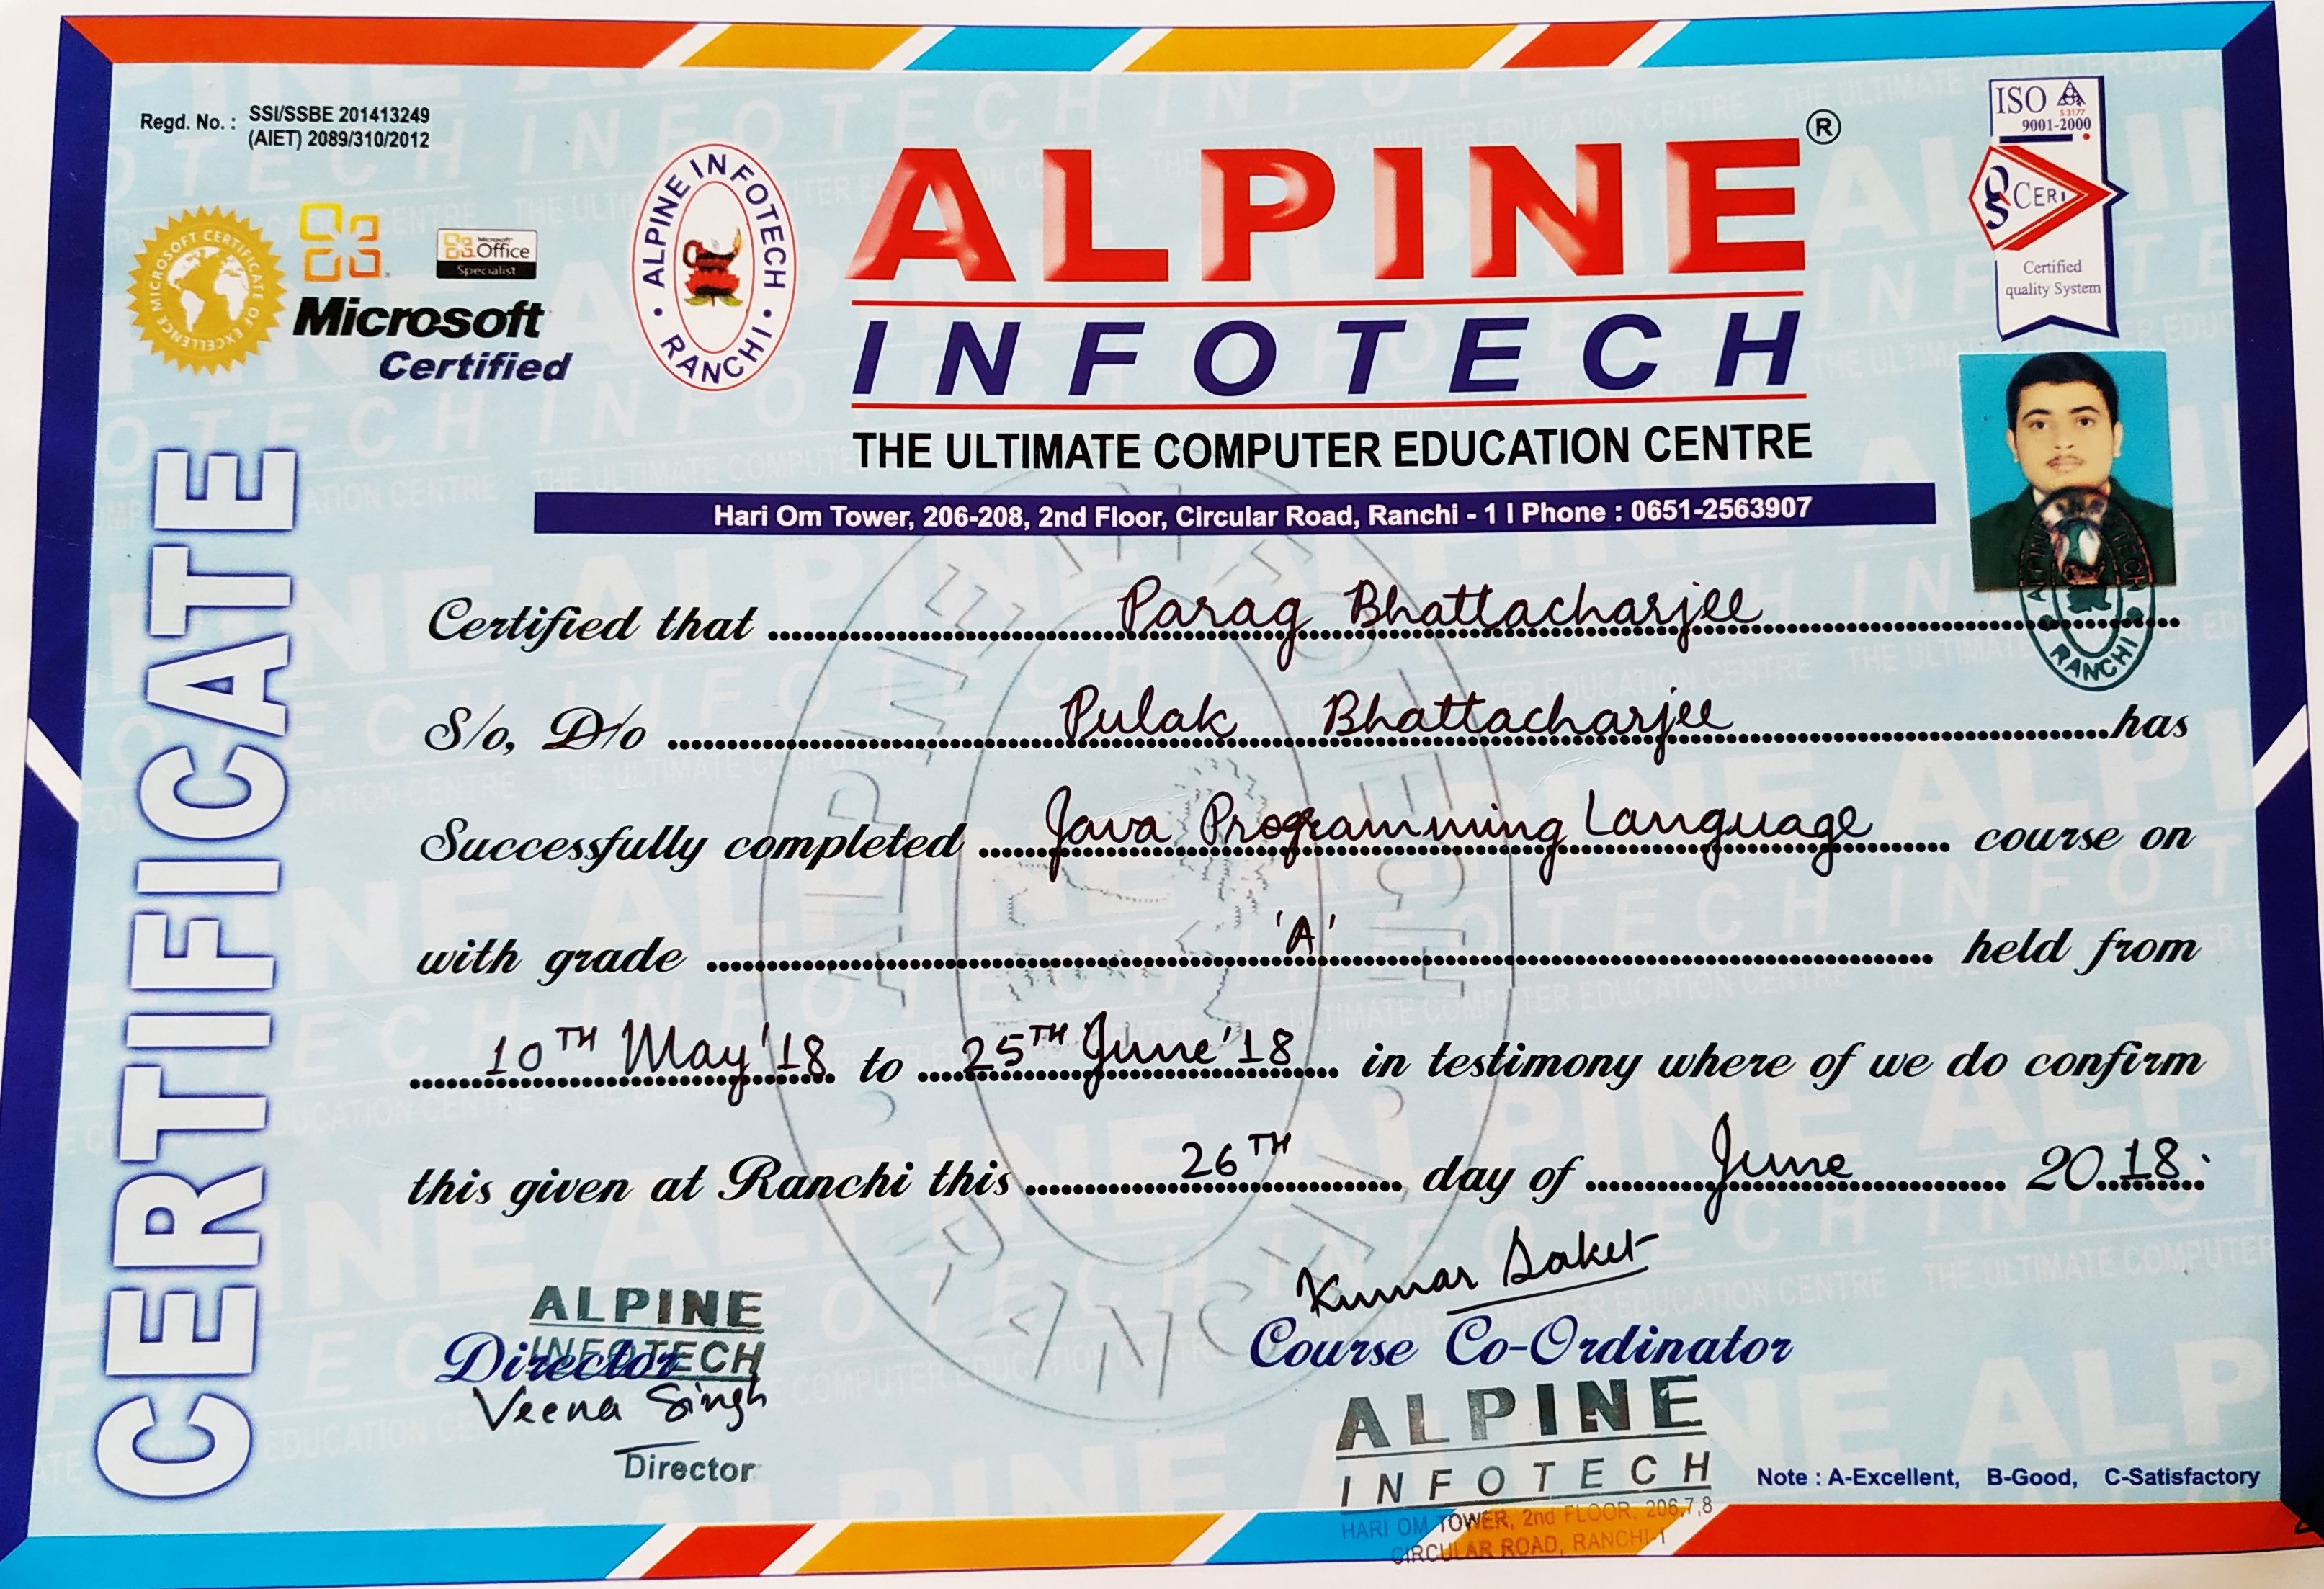 Regd. No. : SSI/SSBE 201413249
(AIET) 2089/310/2012
MICROSOFT CERTIFICATE OF EXCELLENCE
Microsoft Office
Specialist
Microsoft
Certified
ALPINE INFOTECH
• RANCHI •
ALPINE®
INFOTECH
THE ULTIMATE COMPUTER EDUCATION CENTRE
Hari Om Tower, 206-208, 2nd Floor, Circular Road, Ranchi - 1 I Phone : 0651-2563907
ISO
S 3177
9001-2000
QS CERT
Certified
quality System
CERTIFICATE
Certified that Parag Bhattacharjee
RANCHI
S/o, D/o Pulak Bhattacharjee has
Successfully completed Java Programming Language course on
with grade 'A' held from
10TH May'18 to 25TH June'18 in testimony where of we do confirm
this given at Ranchi this 26TH day of June 2018.
ALPINE
INFOTECH
Director
Veena Singh
Director
Kumar Saket
Course Co-Ordinator
ALPINE
INFOTECH
HARI OM TOWER, 2nd FLOOR, 206,7,8
CIRCULAR ROAD, RANCHI-1
Note : A-Excellent, B-Good, C-Satisfactory